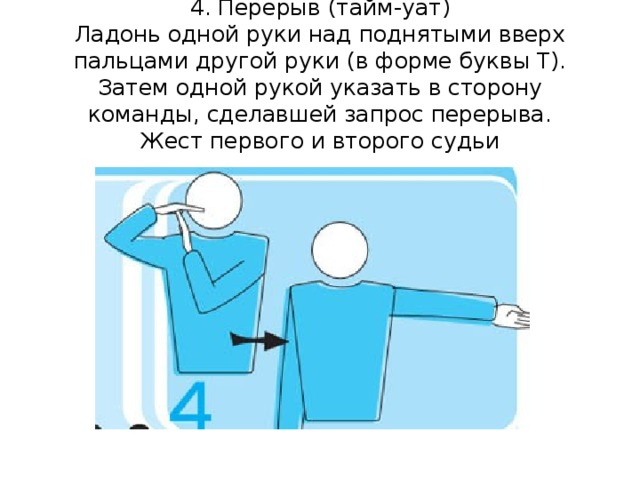 4. Перерыв (тайм-уат)
Ладонь одной руки над поднятыми вверх
пальцами другой руки (в форме буквы Т).
Затем одной рукой указать в сторону
команды, сделавшей запрос перерыва.
Жест первого и второго судьи
4